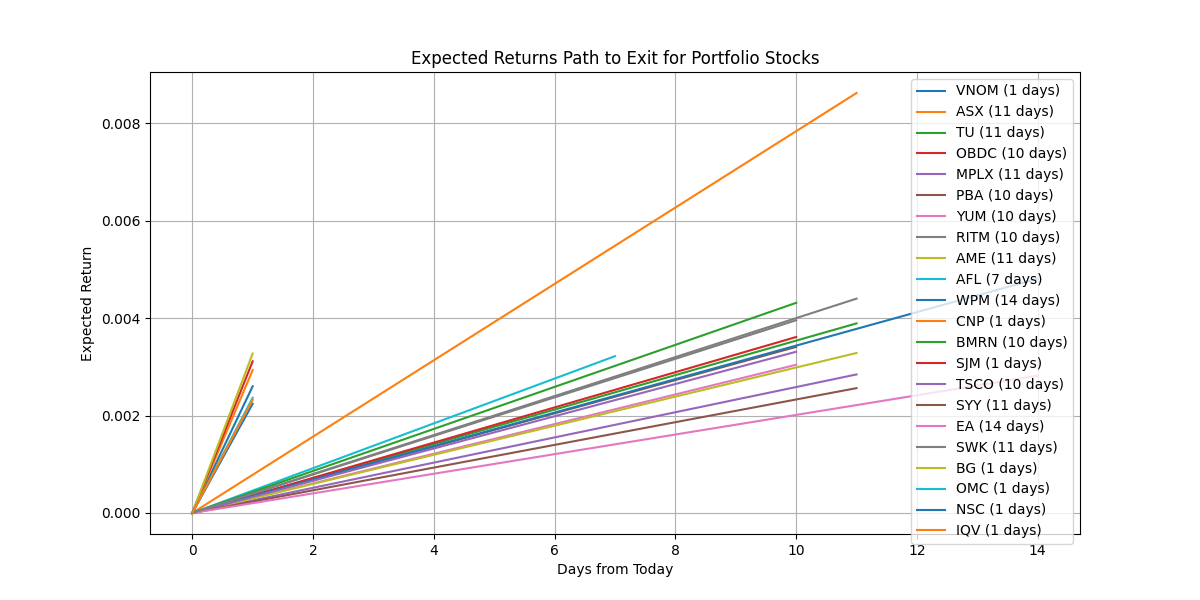 Expected Returns Path to Exit for Portfolio Stocks
Expected Return
0.008
0.006
0.004
0.002
0.000
0
2
4
6
8
10
12
14
Days from Today
VNOM (1 days)
ASX (11 days)
TU (11 days)
OBDC (10 days)
MPLX (11 days)
PBA (10 days)
YUM (10 days)
RITM (10 days)
AME (11 days)
AFL (7 days)
WPM (14 days)
CNP (1 days)
BMRN (10 days)
SJM (1 days)
TSCO (10 days)
SYY (11 days)
EA (14 days)
SWK (11 days)
BG (1 days)
OMC (1 days)
NSC (1 days)
IQV (1 days)